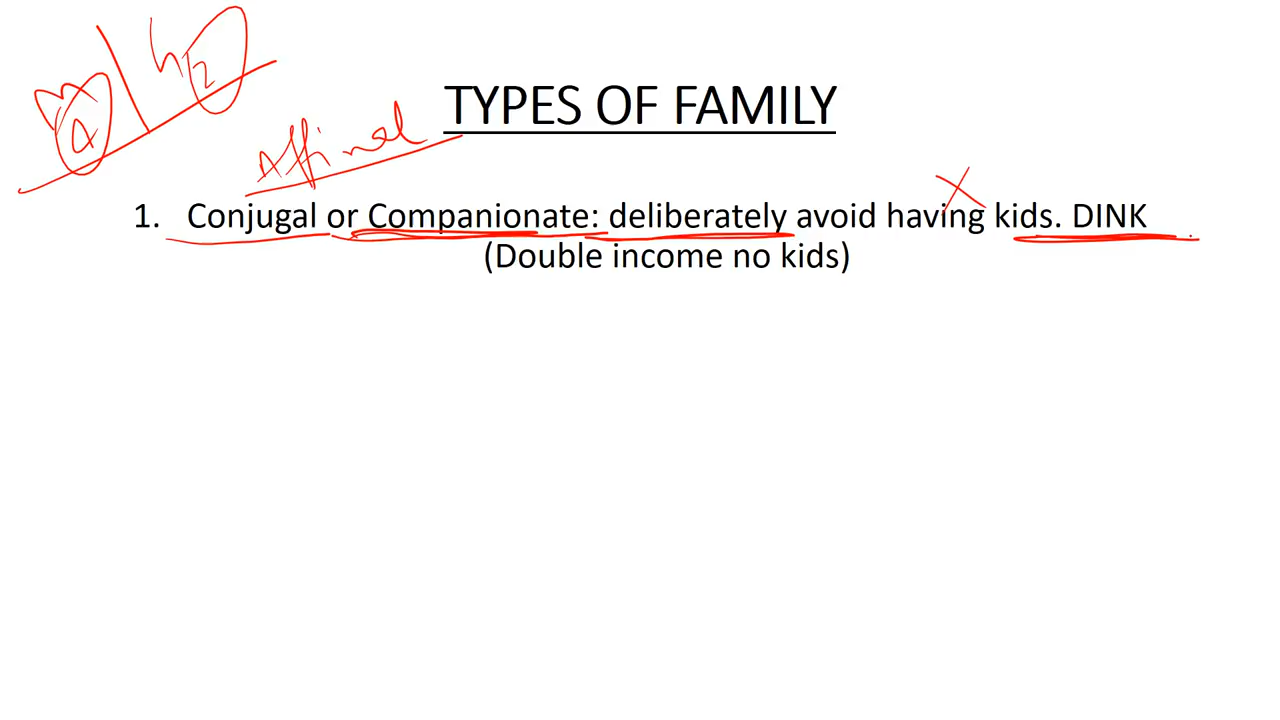 TYPES OF FAMILY
Affinal
1. Conjugal or Companionate: deliberately avoid having kids. DINK
(Double income no kids)